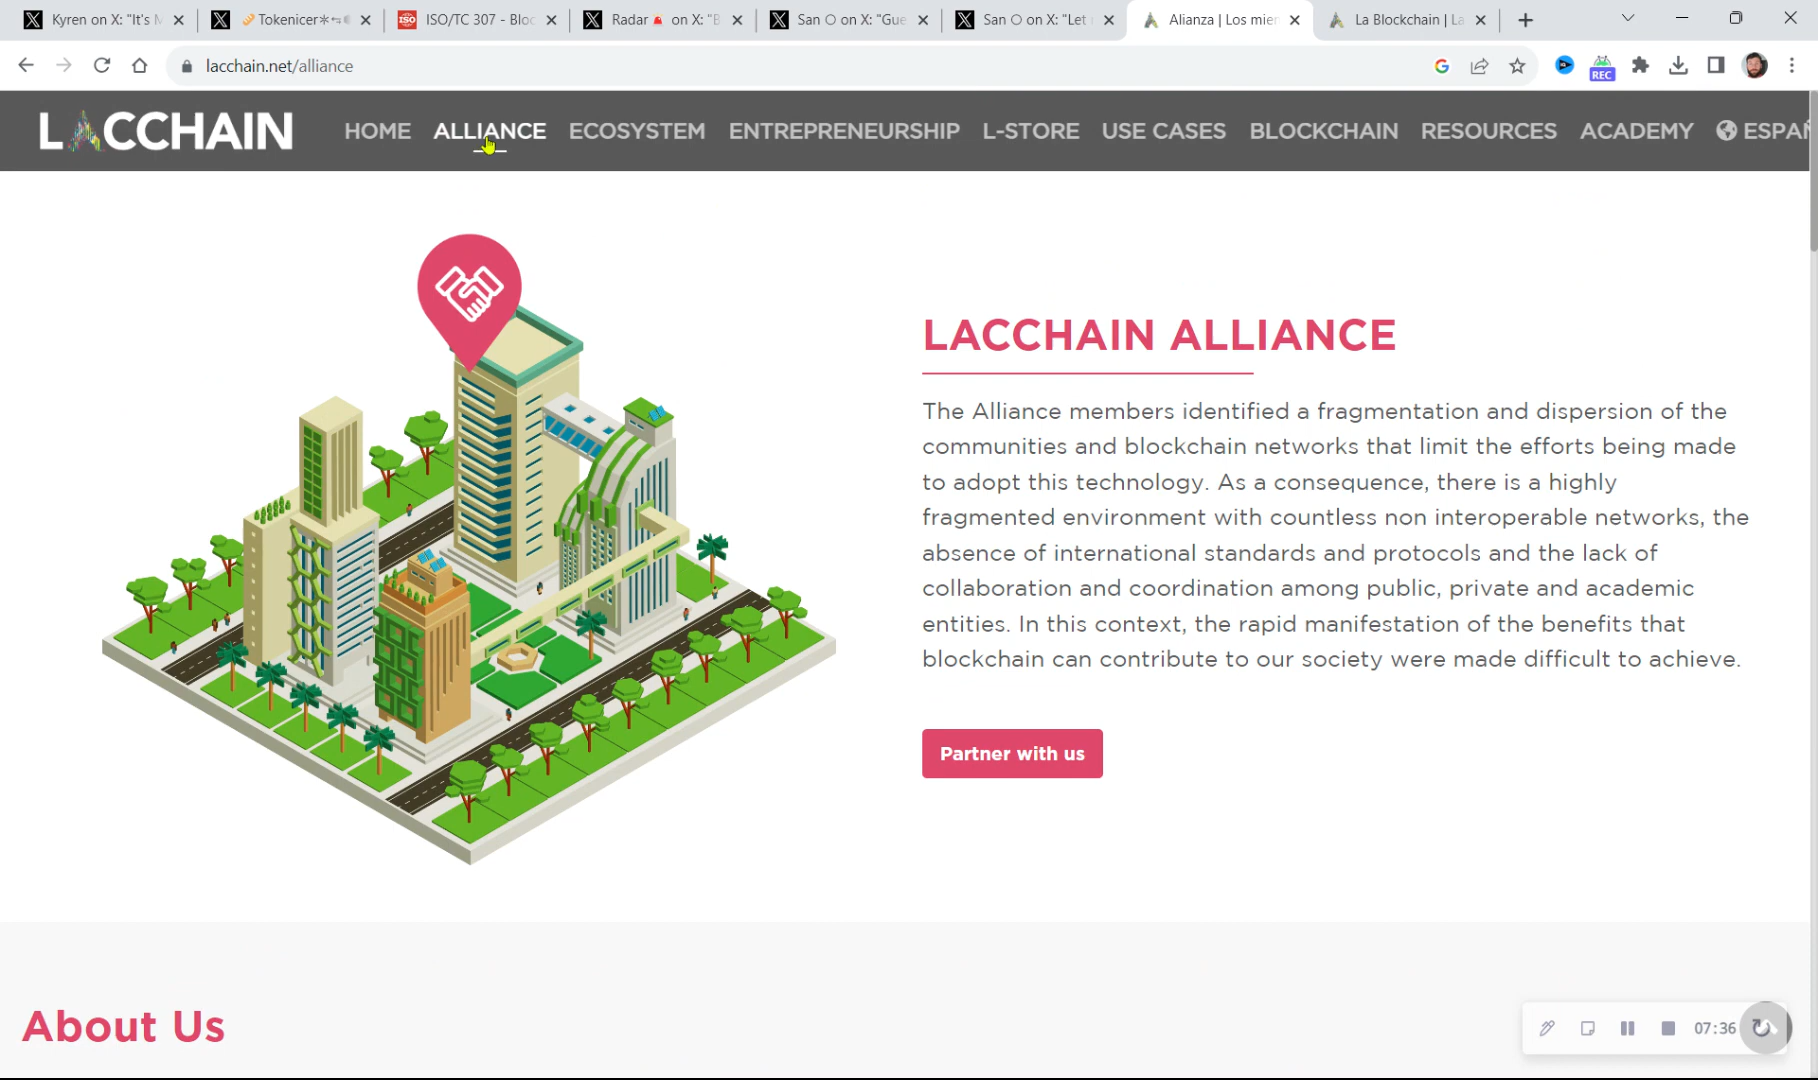 Kyren on X: "It's M
Tokenicer
ISO/TC 307 - Bloc
Radar on X: "B
San on X: "Gue
San on X: "Let
Alianza | Los mier
La Blockchain | La
lacchain.net/alliance
REC
LACCHAIN
HOME
ALLIANCE
ECOSYSTEM
ENTREPRENEURSHIP
L-STORE
USE CASES
BLOCKCHAIN
RESOURCES
ACADEMY
ESPAÑ
LACCHAIN ALLIANCE
The Alliance members identified a fragmentation and dispersion of the
communities and blockchain networks that limit the efforts being made
to adopt this technology. As a consequence, there is a highly
fragmented environment with countless non interoperable networks, the
absence of international standards and protocols and the lack of
collaboration and coordination among public, private and academic
entities. In this context, the rapid manifestation of the benefits that
blockchain can contribute to our society were made difficult to achieve.
Partner with us
About Us
07:36